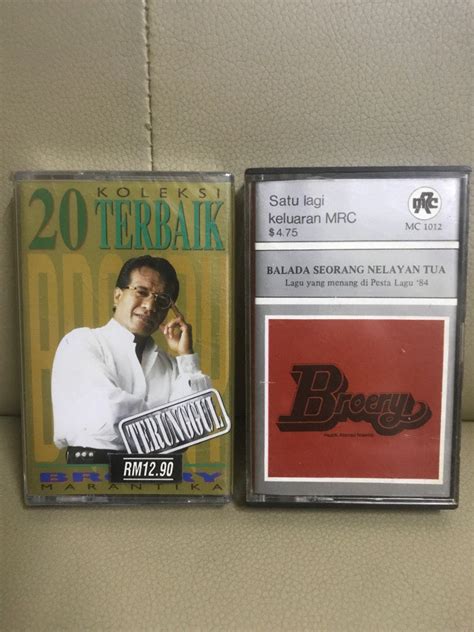 KOLEKSI
20 TERBAIK
BROERY
TERUNGGUL
RM12.90
BROERY
MARANTIKA
Satu lagi
keluaran MRC
$4.75
MRC
MC 1012
BALADA SEORANG NELAYAN TUA
Lagu yang menang di Pesta Lagu '84
Broery